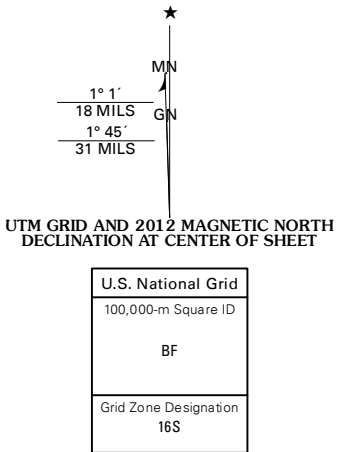 ★
MN
1° 1´
18 MILS
GN
1° 45´
31 MILS
UTM GRID AND 2012 MAGNETIC NORTH
DECLINATION AT CENTER OF SHEET
U.S. National Grid
100,000-m Square ID
BF
Grid Zone Designation
16S